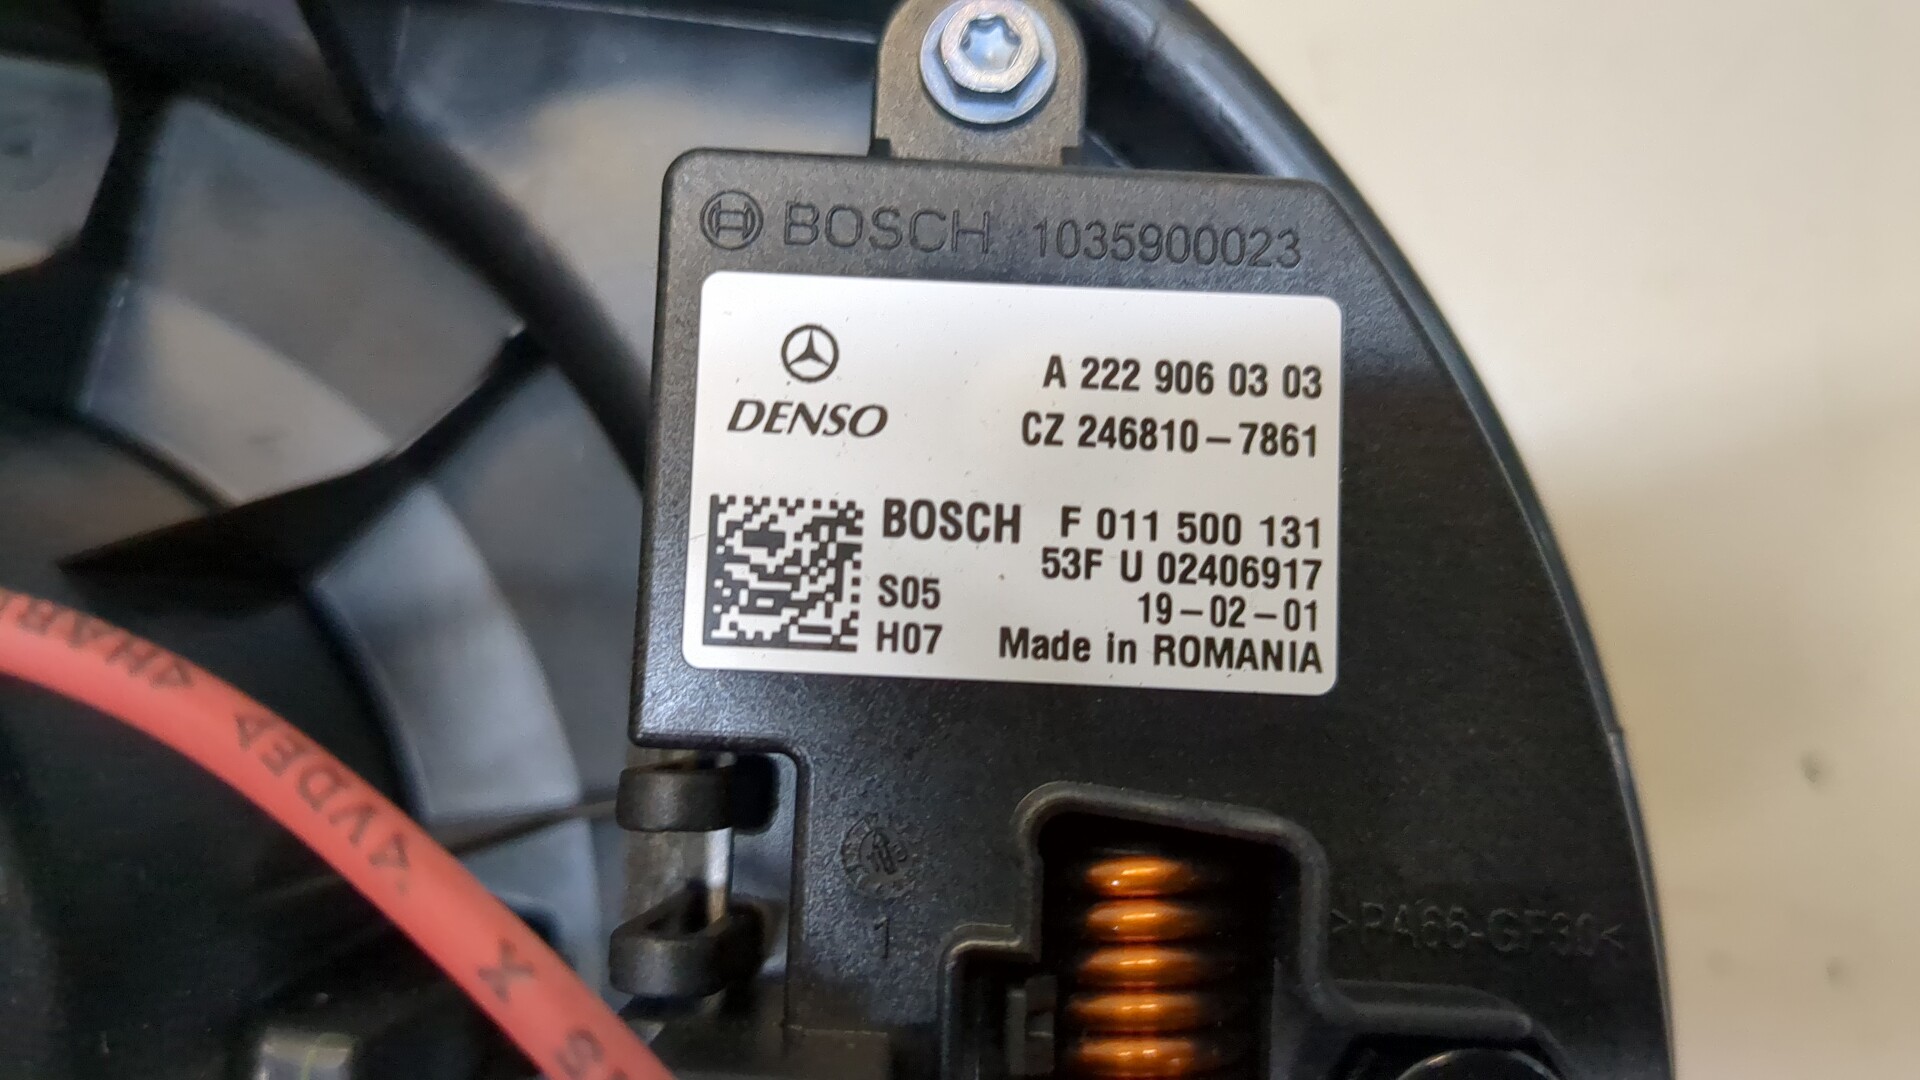 BOSCH 1035900023
A 222 906 03 03
DENSO CZ 246810-7861
BOSCH F 011 500 131
53F U 02406917
S05 19-02-01
H07 Made in ROMANIA
1
>PA66-GF30<
4VDEA
X